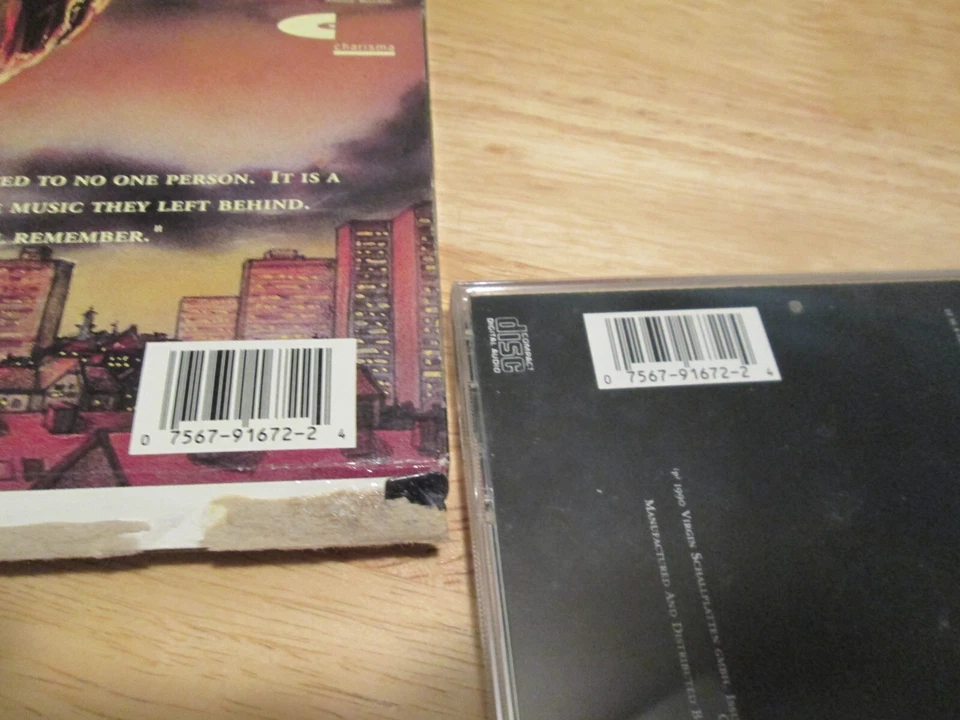 charisma
ED TO NO ONE PERSON. IT IS A
MUSIC THEY LEFT BEHIND.
REMEMBER."
0 7567-91672-2 4
COMPACT
disc
DIGITAL AUDIO
0 7567-91672-2 4
℗ 1990 VIRGIN SCHALLPLATTEN GMBH,
MANUFACTURED AND DISTRIBUTED B